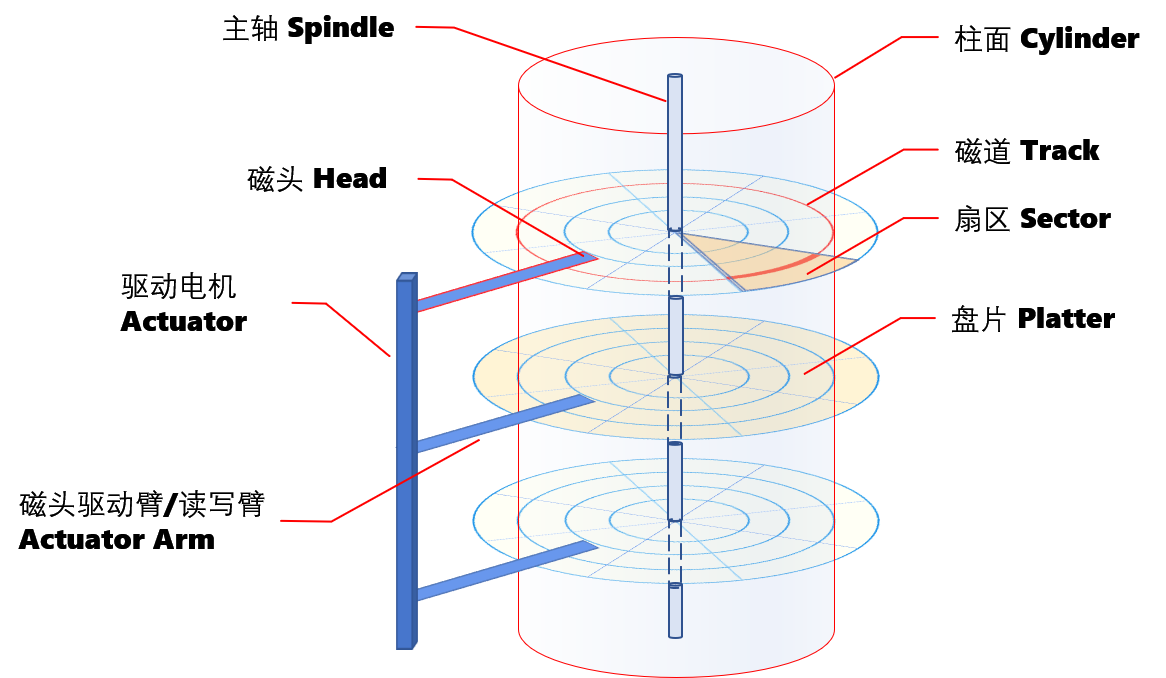 主轴 Spindle
柱面 Cylinder
磁道 Track
磁头 Head
扇区 Sector
驱动电机
Actuator
盘片 Platter
磁头驱动臂/读写臂
Actuator Arm